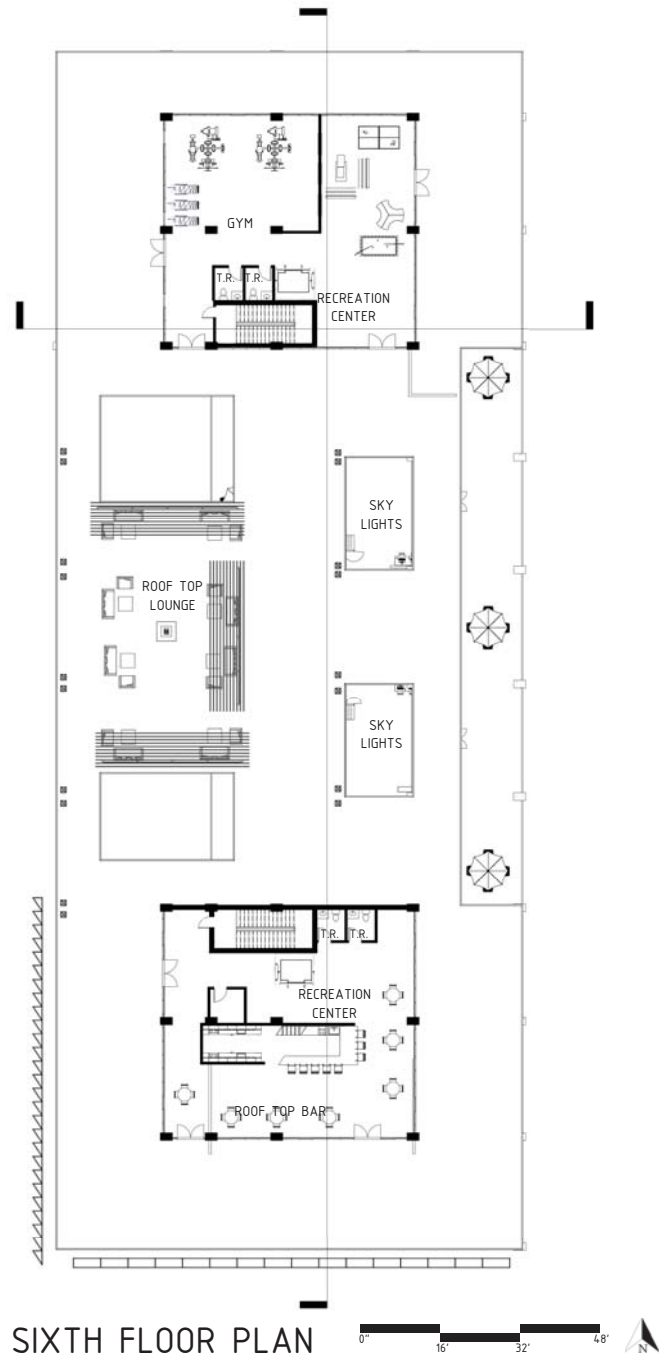 GYM
T.R.
T.R.
RECREATION
CENTER
SKY
LIGHTS
ROOF TOP
LOUNGE
SKY
LIGHTS
T.R.
T.R.
RECREATION
CENTER
ROOF TOP BAR
SIXTH FLOOR PLAN
0"
16'
32'
48'
N